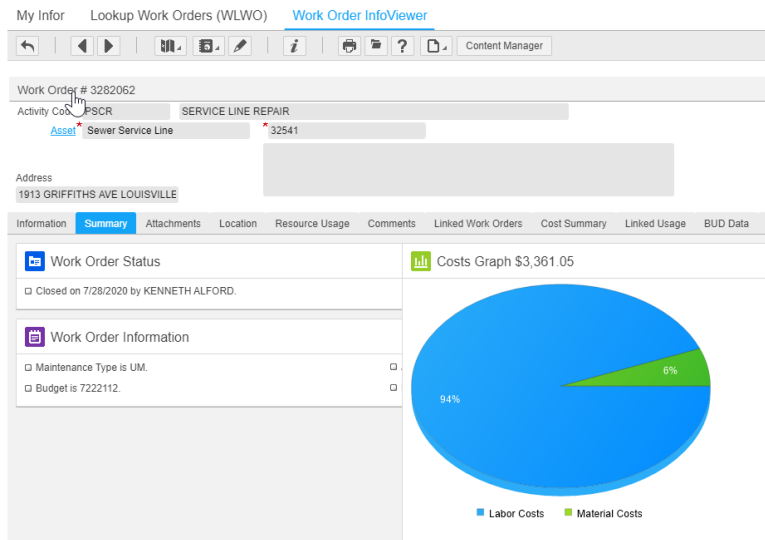 My Infor Lookup Work Orders (WLWO) Work Order InfoViewer
Content Manager
Work Order # 3282062
Activity PSCR SERVICE LINE REPAIR
Asset * Sewer Service Line * 32541
Address
1913 GRIFFITHS AVE LOUISVILLE
Information Summary Attachments Location Resource Usage Comments Linked Work Orders Cost Summary Linked Usage BUD Data
Work Order Status
Closed on 7/28/2020 by KENNETH ALFORD.
Work Order Information
Maintenance Type is UM.
Budget is 7222112.
Costs Graph $3,361.05
6%
94%
Labor Costs Material Costs